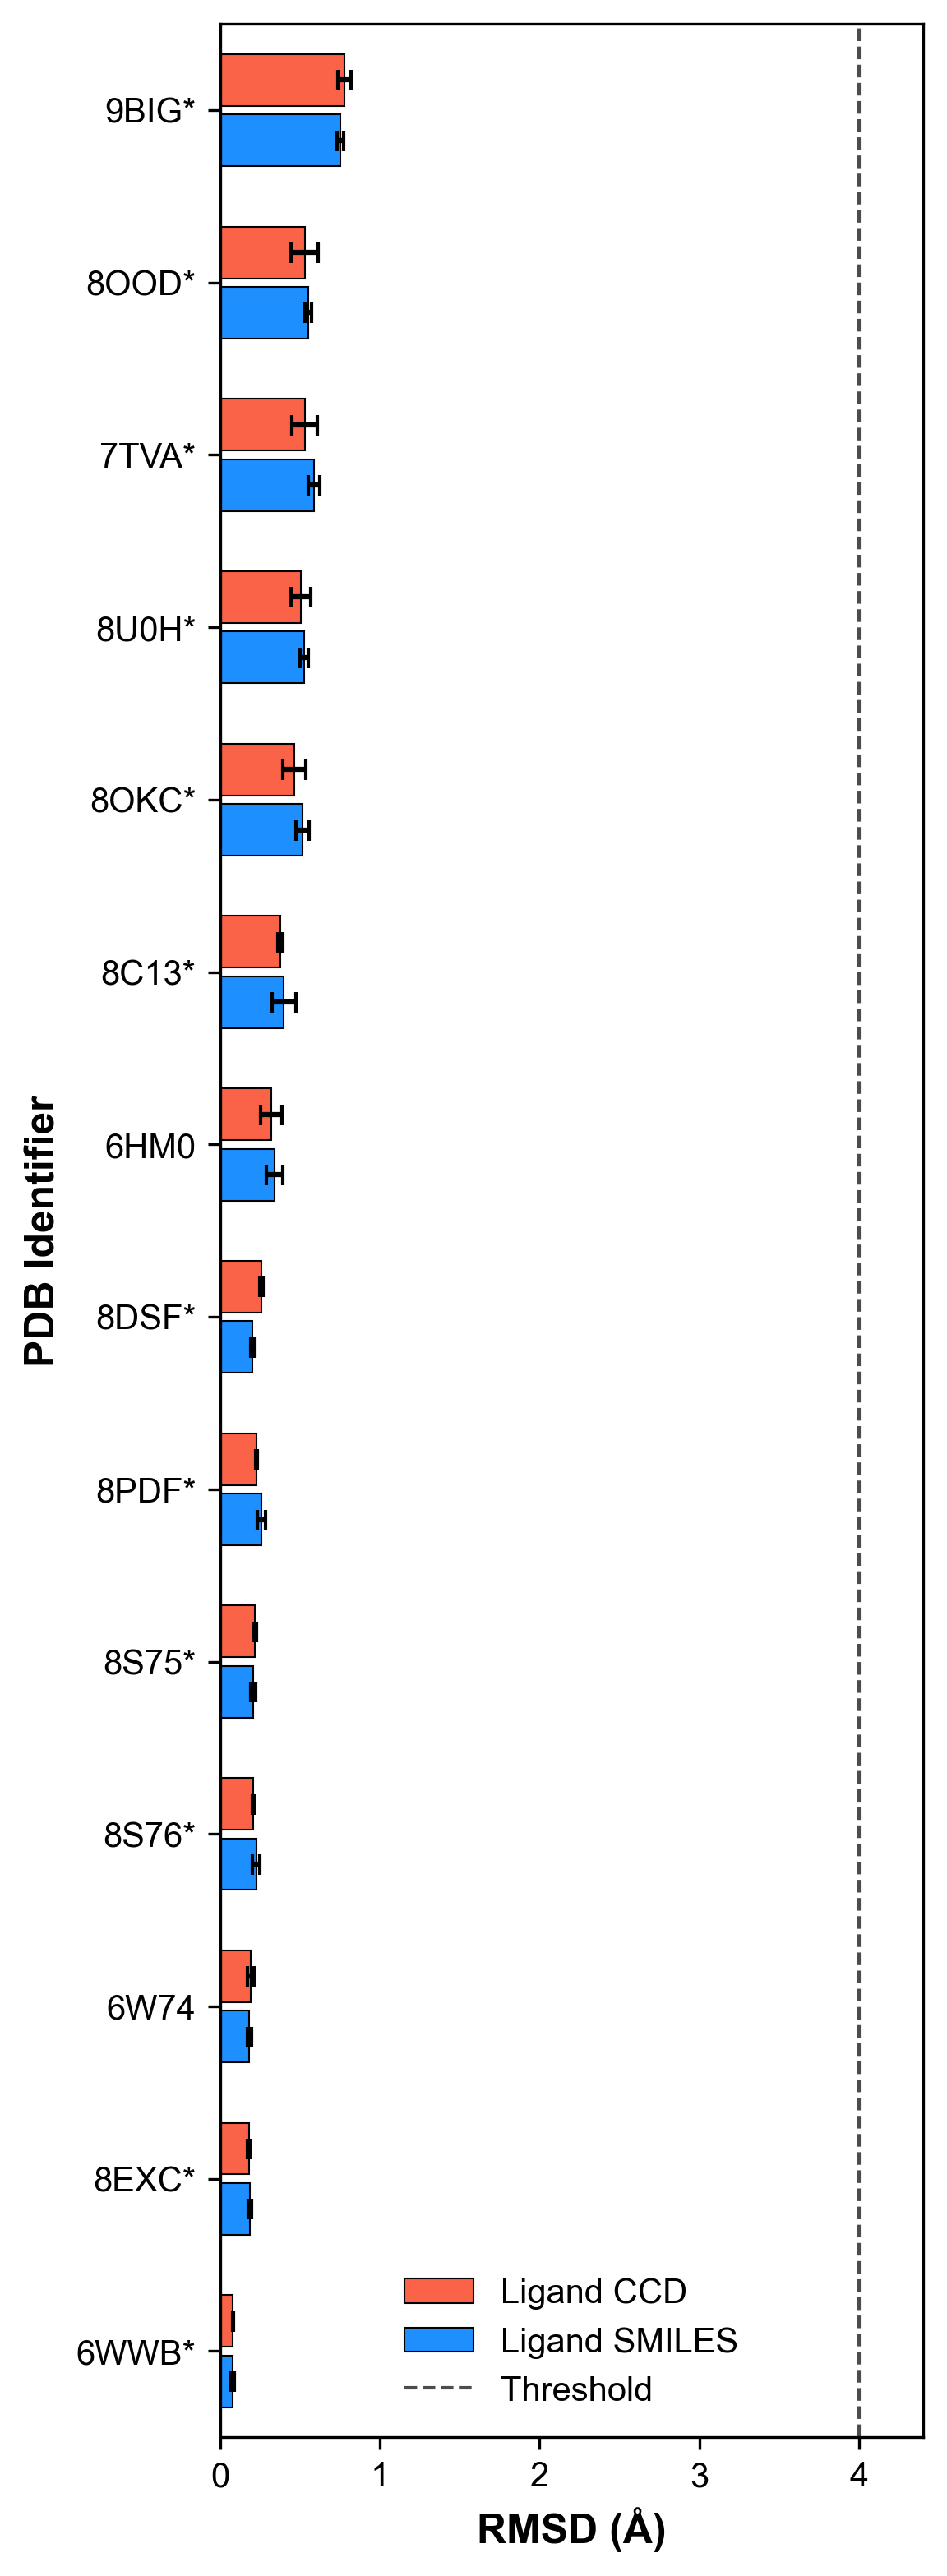 9BIG*
8OOD*
7TVA*
8U0H*
8OKC*
8C13*
6HM0
8DSF*
8PDF*
8S75*
8S76*
6W74
8EXC*
6WWB*
PDB Identifier
Ligand CCD
Ligand SMILES
Threshold
0 1 2 3 4
RMSD (Å)